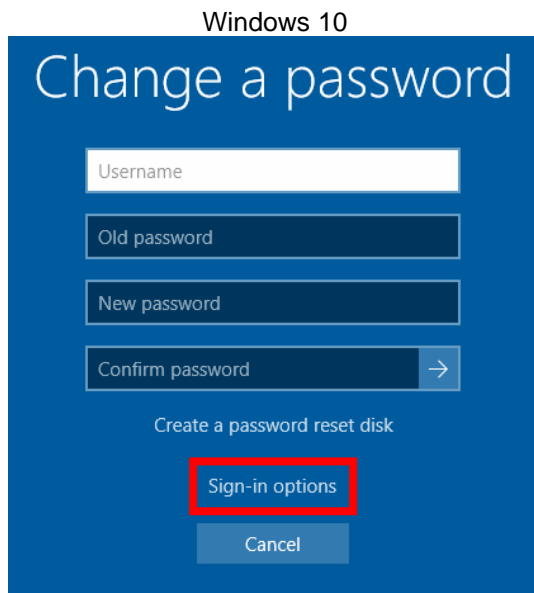 Windows 10
Change a password
Username
Old password
New password
Confirm password
Create a password reset disk
Sign-in options
Cancel